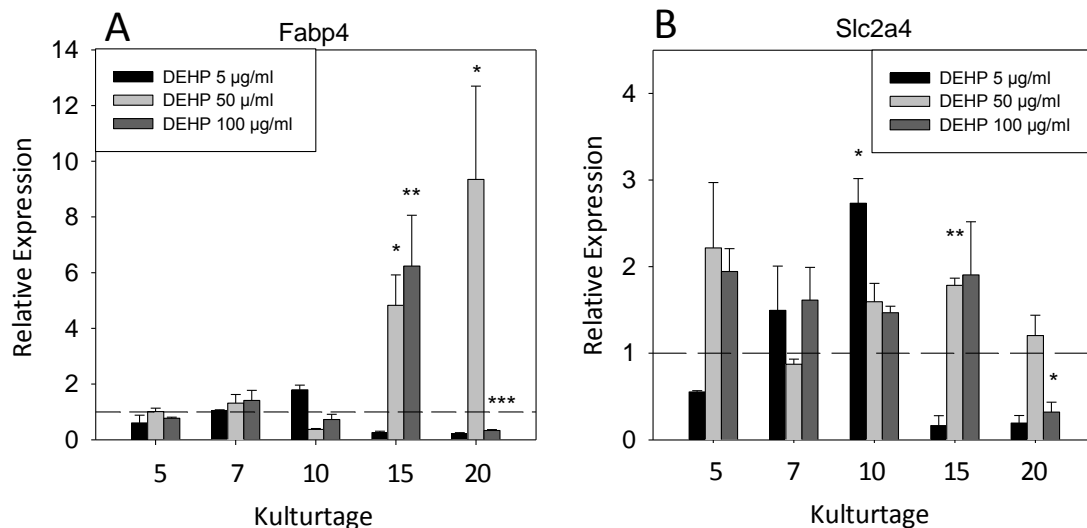 A
Fabp4
14
12
10
8
6
4
2
0
Relative Expression
DEHP 5 µg/ml
DEHP 50 µ/ml
DEHP 100 µg/ml
*
**
*
***
5 7 10 15 20
Kulturtage
B
Slc2a4
4
3
2
1
0
Relative Expression
DEHP 5 µg/ml
DEHP 50 µg/ml
DEHP 100 µg/ml
*
**
*
5 7 10 15 20
Kulturtage